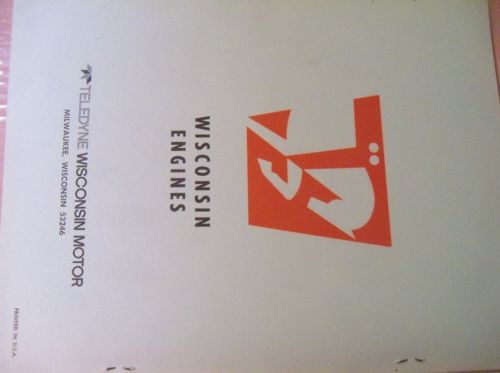 WISCONSIN
ENGINES
TELEDYNE WISCONSIN MOTOR
MILWAUKEE, WISCONSIN 53246
PRINTED IN U.S.A.